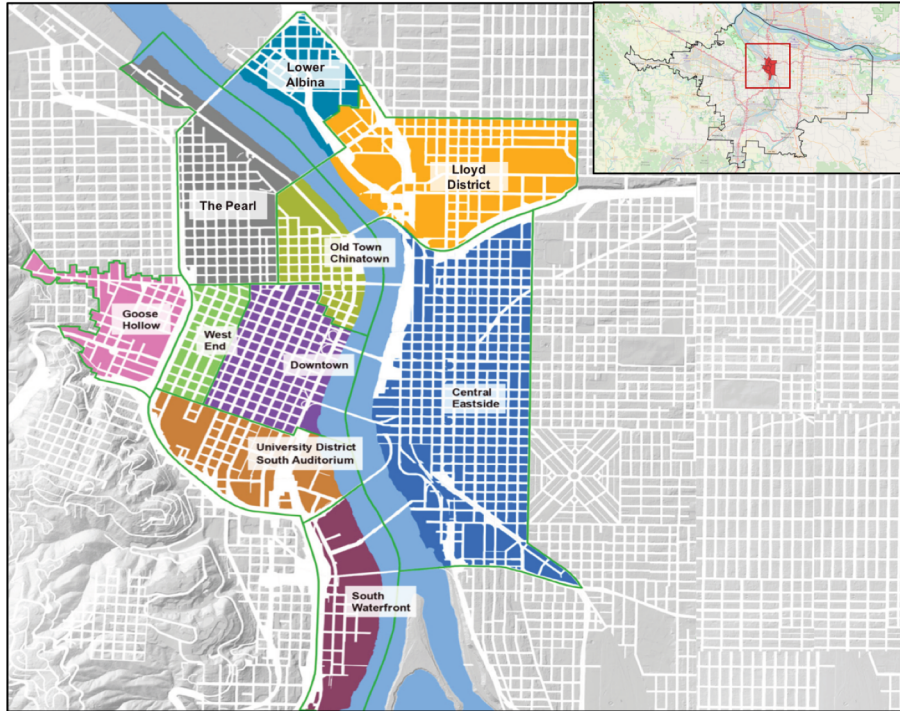 Lower
Albina
Lloyd
District
The Pearl
Old Town
Chinatown
Goose
Hollow
West
End
Downtown
Central
Eastside
University District
South Auditorium
South
Waterfront